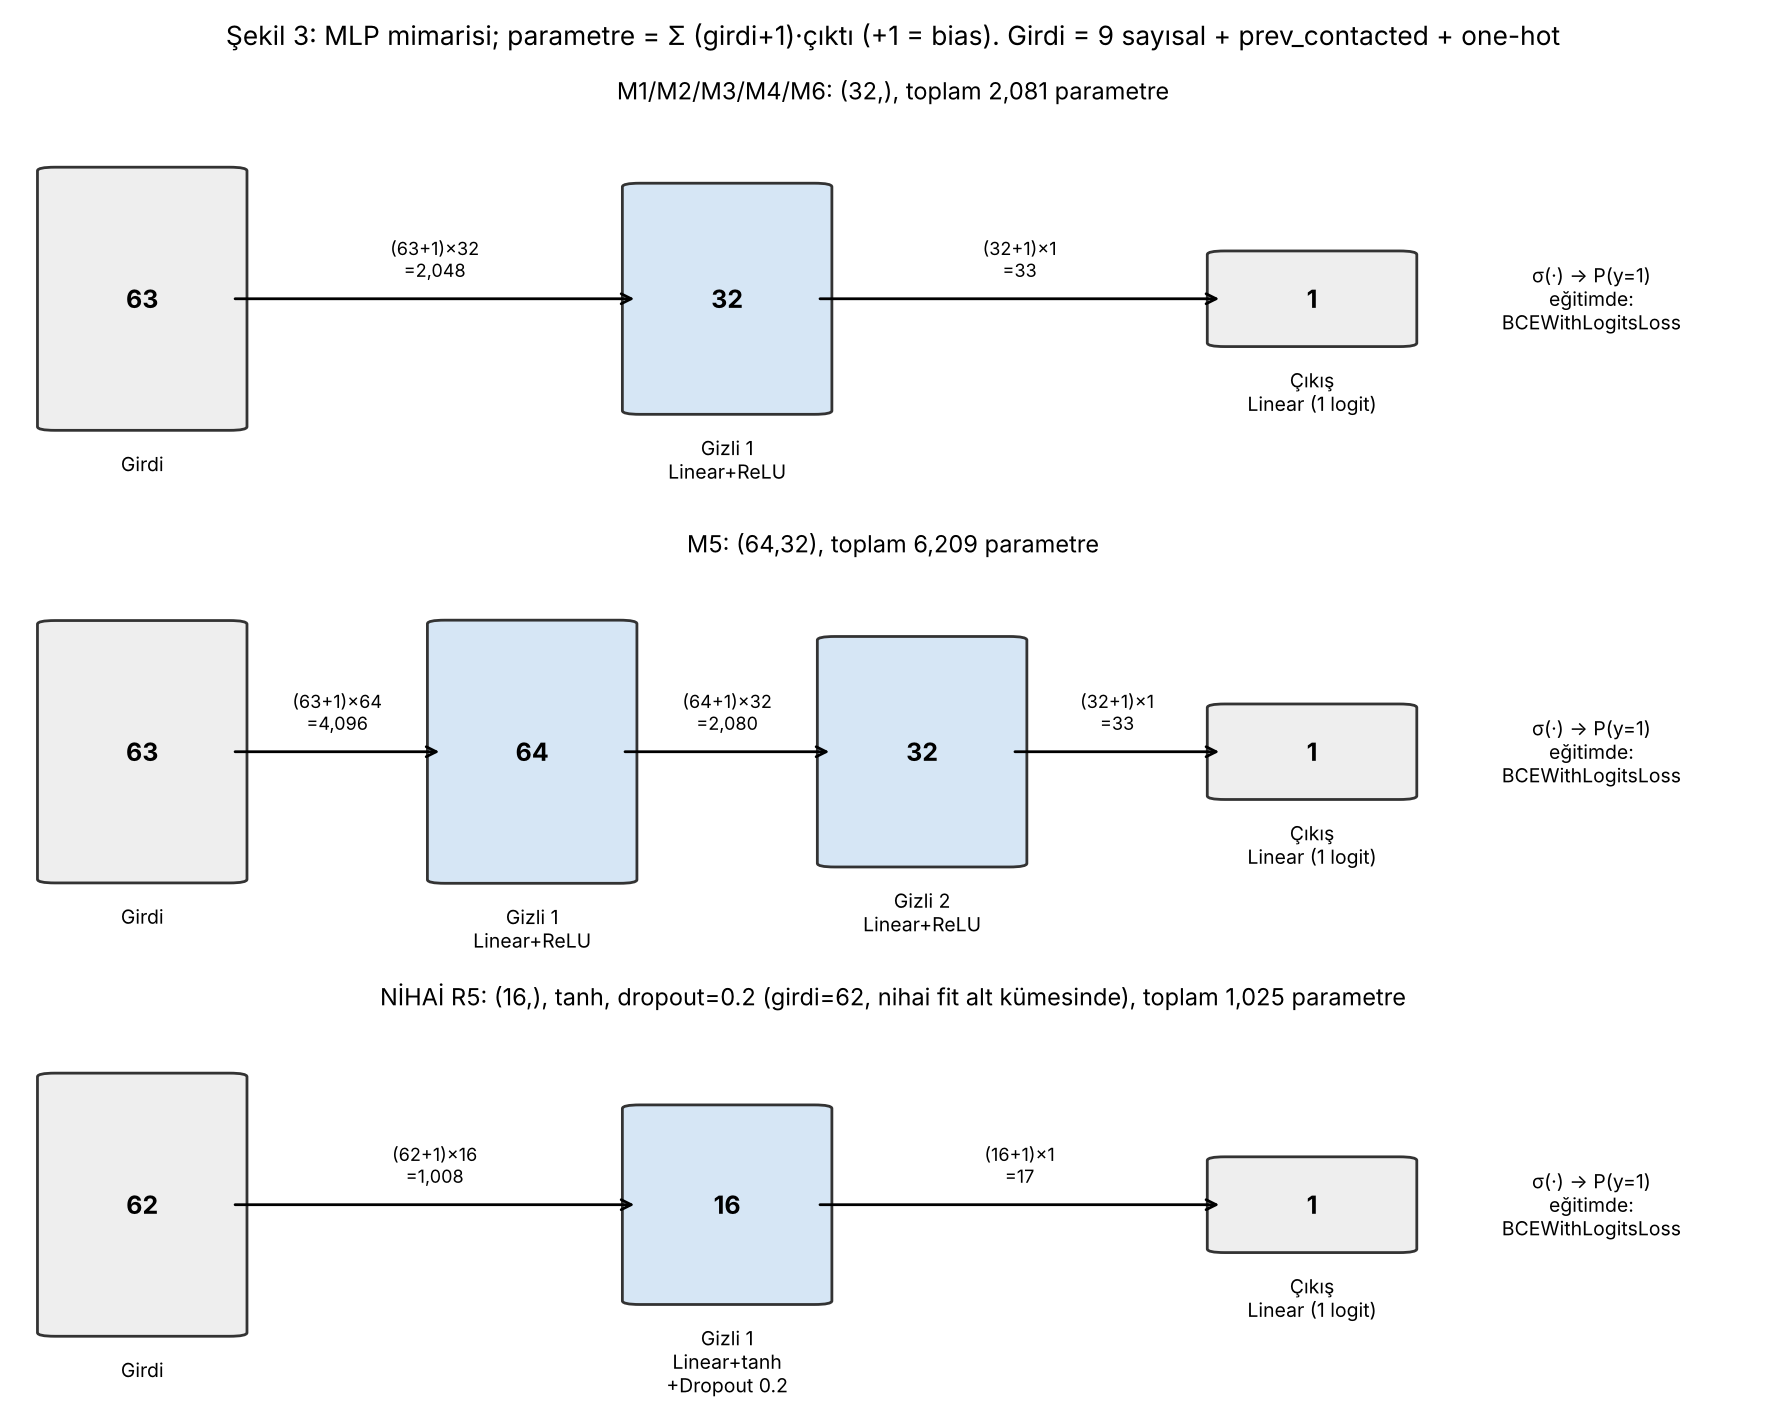 Şekil 3: MLP mimarisi; parametre = Σ (girdi+1)·çıktı (+1 = bias). Girdi = 9 sayısal + prev_contacted + one-hot
M1/M2/M3/M4/M6: (32,), toplam 2,081 parametre
63
(63+1)×32
=2,048
32
(32+1)×1
=33
1
σ(·) → P(y=1)
eğitimde:
BCEWithLogitsLoss
Girdi
Gizli 1
Linear+ReLU
Çıkış
Linear (1 logit)
M5: (64,32), toplam 6,209 parametre
63
(63+1)×64
=4,096
64
(64+1)×32
=2,080
32
(32+1)×1
=33
1
σ(·) → P(y=1)
eğitimde:
BCEWithLogitsLoss
Girdi
Gizli 1
Linear+ReLU
Gizli 2
Linear+ReLU
Çıkış
Linear (1 logit)
NİHAİ R5: (16,), tanh, dropout=0.2 (girdi=62, nihai fit alt kümesinde), toplam 1,025 parametre
62
(62+1)×16
=1,008
16
(16+1)×1
=17
1
σ(·) → P(y=1)
eğitimde:
BCEWithLogitsLoss
Girdi
Gizli 1
Linear+tanh
+Dropout 0.2
Çıkış
Linear (1 logit)